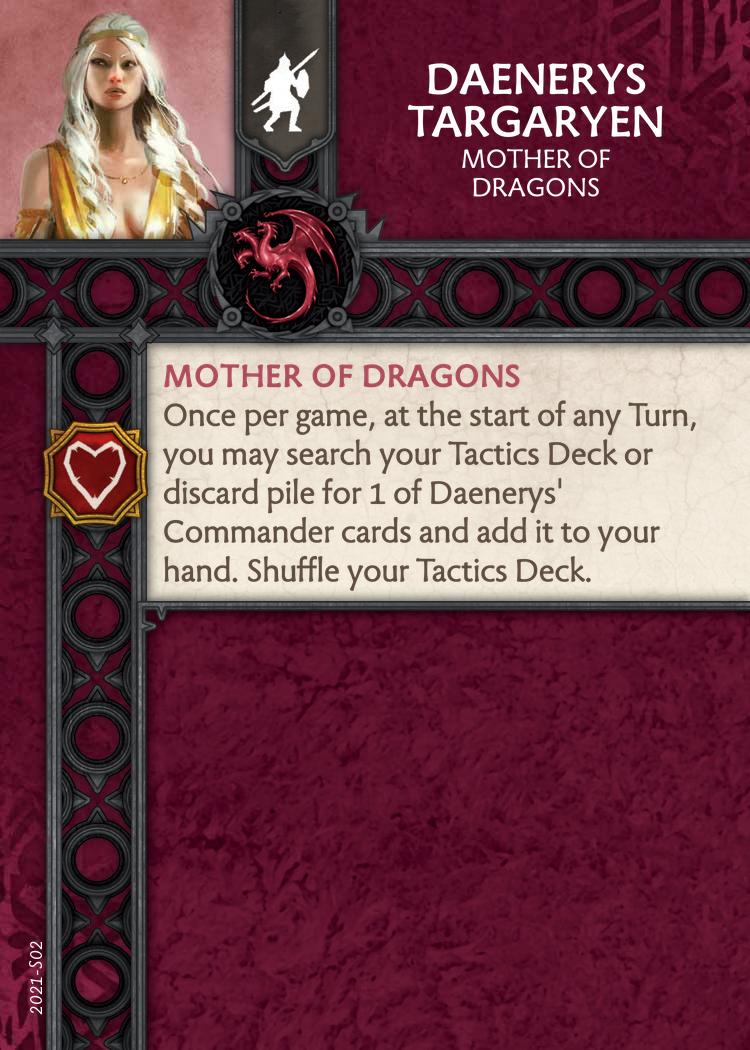 DAENERYS
TARGARYEN
MOTHER OF
DRAGONS
MOTHER OF DRAGONS
Once per game, at the start of any Turn,
you may search your Tactics Deck or
discard pile for 1 of Daenerys'
Commander cards and add it to your
hand. Shuffle your Tactics Deck.
2021-S02